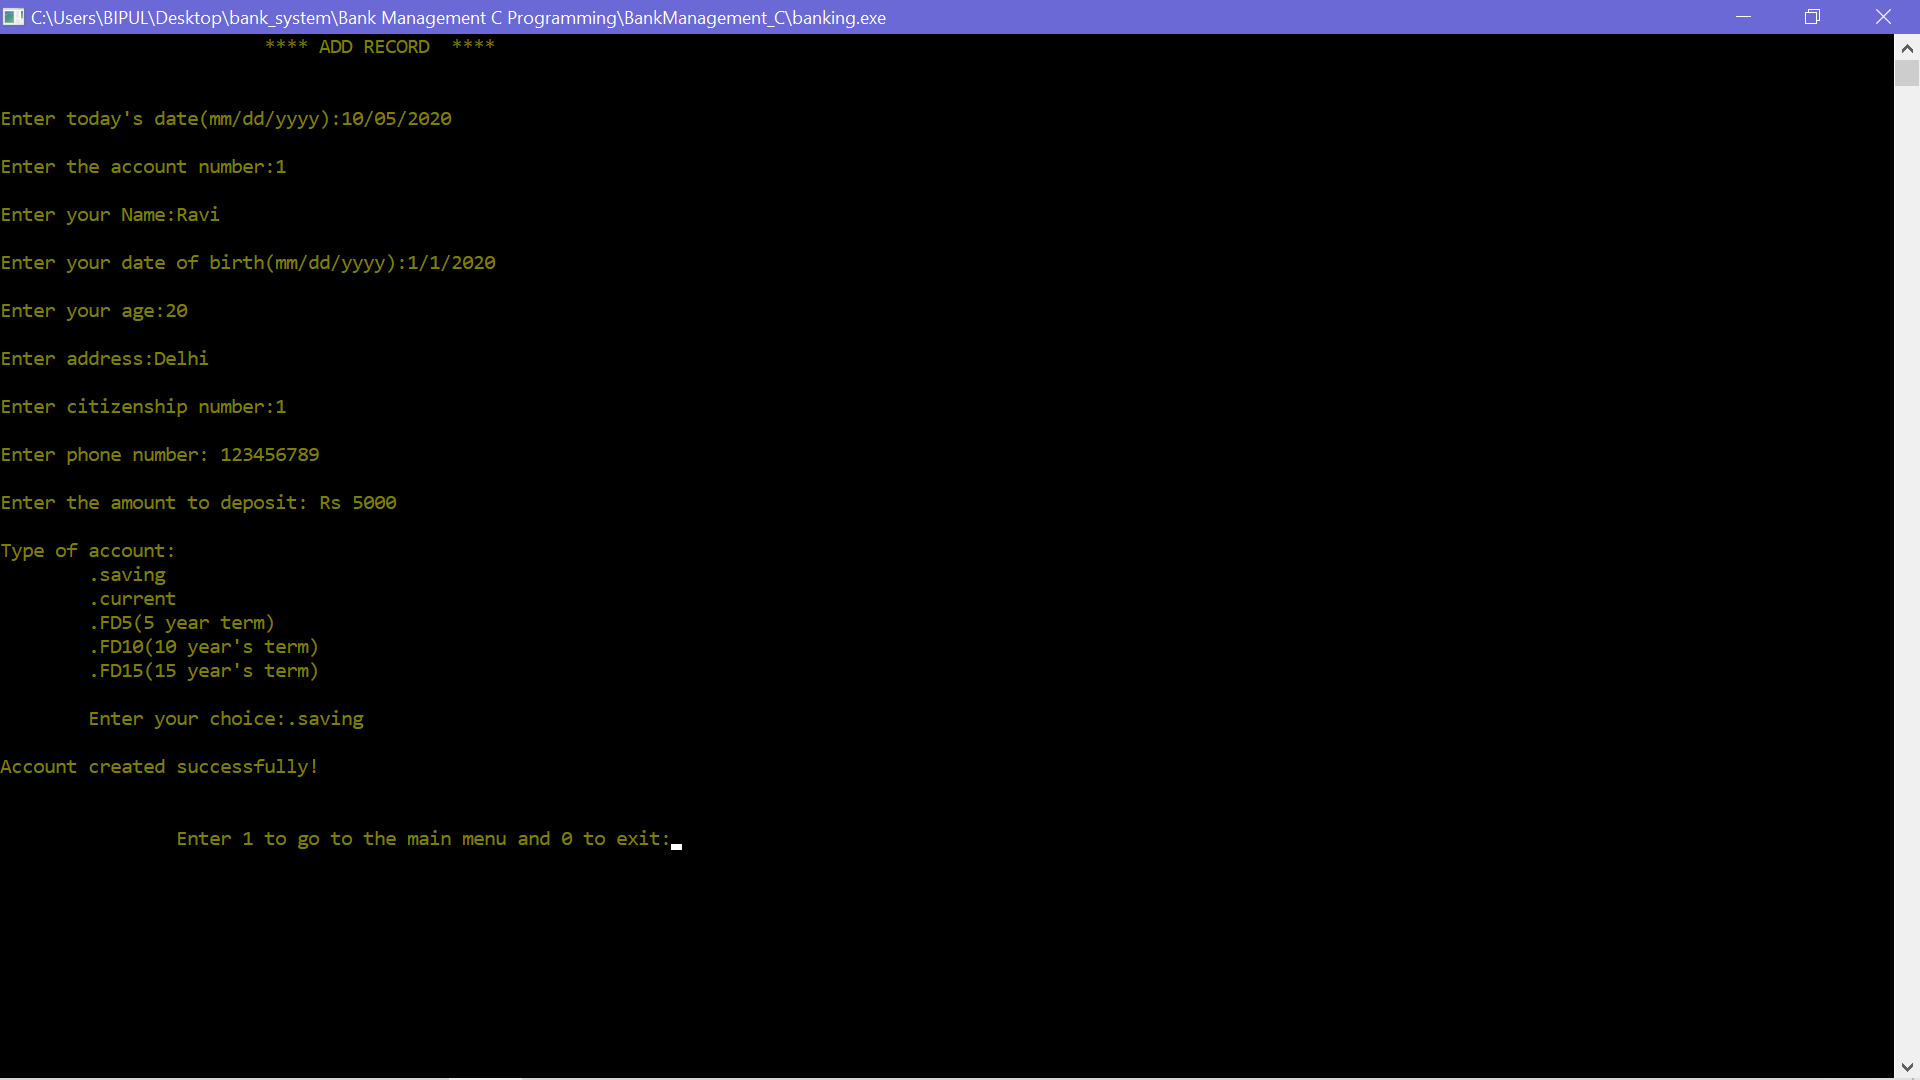 C:\Users\BIPUL\Desktop\bank_system\Bank Management C Programming\BankManagement_C\banking.exe
**** ADD RECORD  ****
Enter today's date(mm/dd/yyyy):10/05/2020
Enter the account number:1
Enter your Name:Ravi
Enter your date of birth(mm/dd/yyyy):1/1/2020
Enter your age:20
Enter address:Delhi
Enter citizenship number:1
Enter phone number: 123456789
Enter the amount to deposit: Rs 5000
Type of account:
.saving
.current
.FD5(5 year term)
.FD10(10 year's term)
.FD15(15 year's term)
Enter your choice:.saving
Account created successfully!
Enter 1 to go to the main menu and 0 to exit: